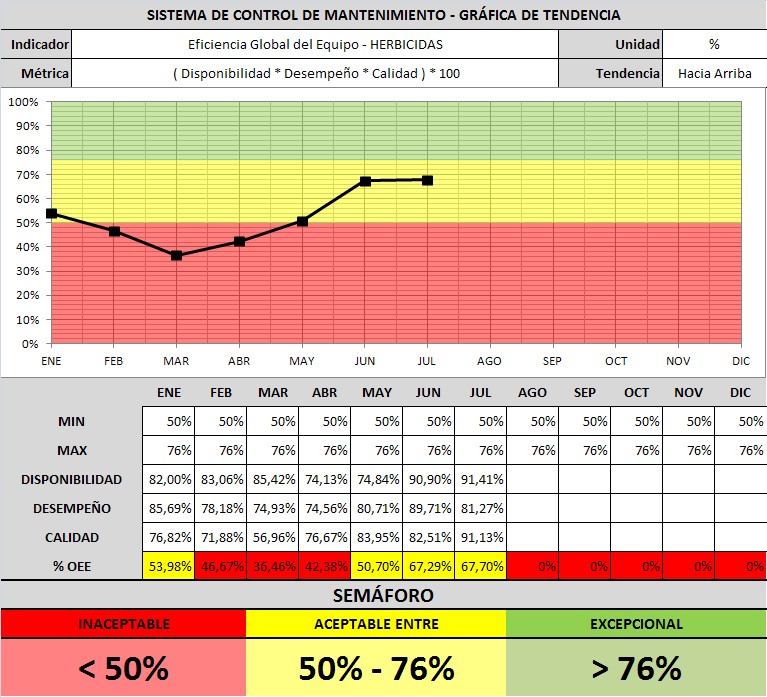 SISTEMA DE CONTROL DE MANTENIMIENTO - GRÁFICA DE TENDENCIA
Indicador Eficiencia Global del Equipo - HERBICIDAS Unidad %
Métrica ( Disponibilidad * Desempeño * Calidad ) * 100 Tendencia Hacia Arriba
100%
90%
80%
70%
60%
50%
40%
30%
20%
10%
0%
ENE FEB MAR ABR MAY JUN JUL AGO SEP OCT NOV DIC
ENE FEB MAR ABR MAY JUN JUL AGO SEP OCT NOV DIC
MIN 50% 50% 50% 50% 50% 50% 50% 50% 50% 50% 50% 50%
MAX 76% 76% 76% 76% 76% 76% 76% 76% 76% 76% 76% 76%
DISPONIBILIDAD 82,00% 83,06% 85,42% 74,13% 74,84% 90,90% 91,41%
DESEMPEÑO 85,69% 78,18% 74,93% 74,56% 80,71% 89,71% 81,27%
CALIDAD 76,82% 71,88% 56,96% 76,67% 83,95% 82,51% 91,13%
% OEE 53,98% 46,67% 36,46% 42,38% 50,70% 67,29% 67,70% 0% 0% 0% 0% 0%
SEMÁFORO
INACEPTABLE ACEPTABLE ENTRE EXCEPCIONAL
< 50% 50% - 76% > 76%